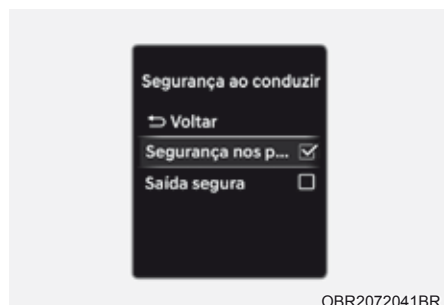 Segurança ao conduzir
Voltar
Segurança nos p...
Saída segura
OBR2072041BR